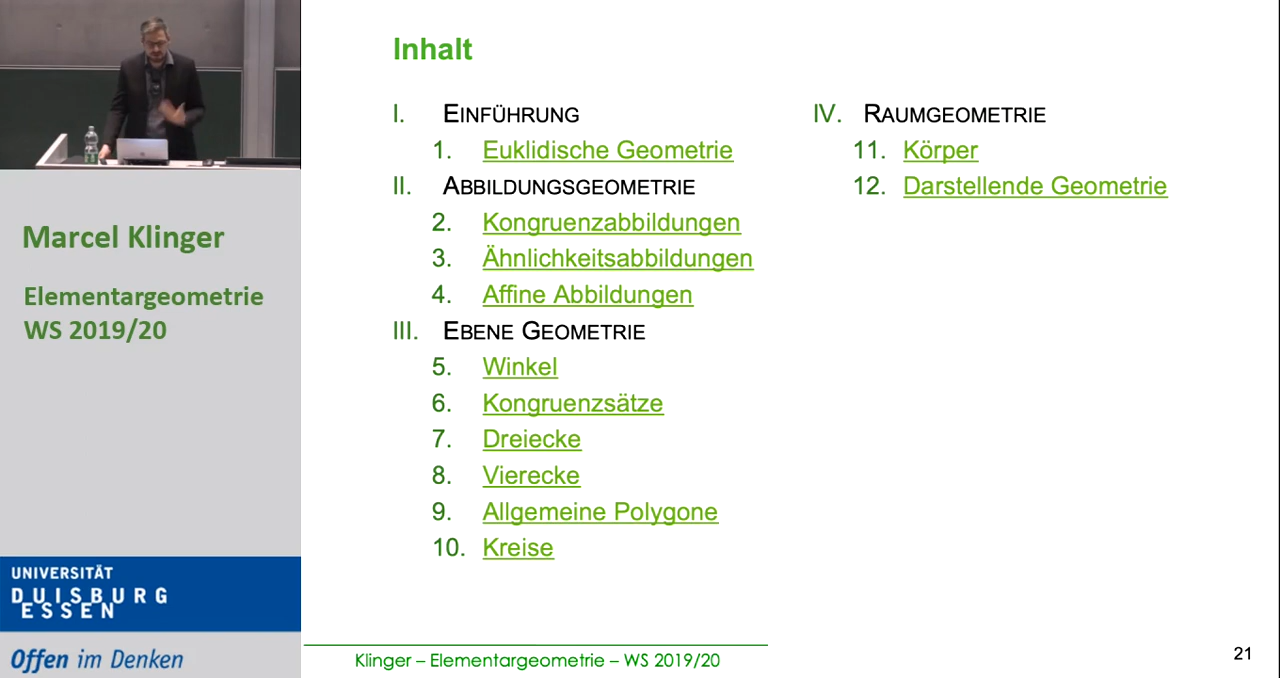 Marcel Klinger
Elementargeometrie
WS 2019/20
UNIVERSITÄT
DUISBURG
ESSEN
Offen im Denken
Inhalt
I. EINFÜHRUNG
1. Euklidische Geometrie
II. ABBILDUNGSGEOMETRIE
2. Kongruenzabbildungen
3. Ähnlichkeitsabbildungen
4. Affine Abbildungen
III. EBENE GEOMETRIE
5. Winkel
6. Kongruenzsätze
7. Dreiecke
8. Vierecke
9. Allgemeine Polygone
10. Kreise
IV. RAUMGEOMETRIE
11. Körper
12. Darstellende Geometrie
Klinger – Elementargeometrie – WS 2019/20
21